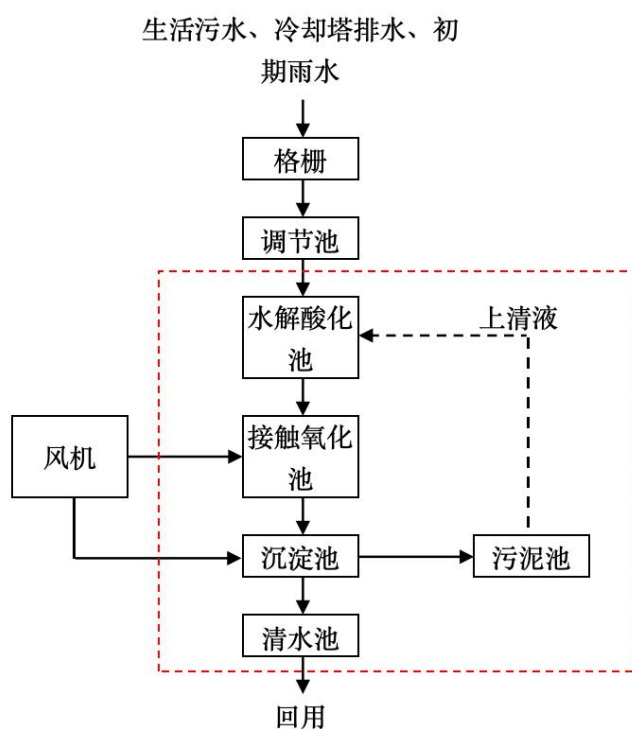 生活污水、冷却塔排水、初
期雨水
格栅
调节池
水解酸化
池
上清液
接触氧化
池
风机
沉淀池
污泥池
清水池
回用